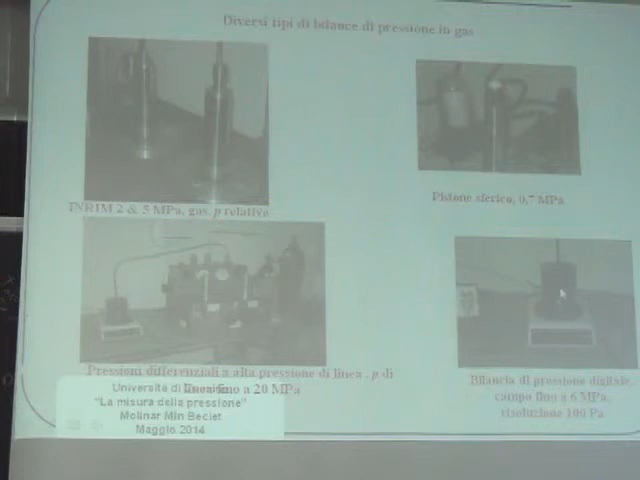 Diversi tipi di bilance di pressione in gas
INRIM 2 & 5 MPa, gas, p relativa
Pistone sferico, 0,7 MPa
Pressioni differenziali a alta pressione di linea , p di
fino a 20 MPa
Bilancia di pressione digitale,
campo fino a 6 MPa,
risoluzione 100 Pa
Università di
"La misura della pressione"
Molinar Min Beciet
Maggio 2014